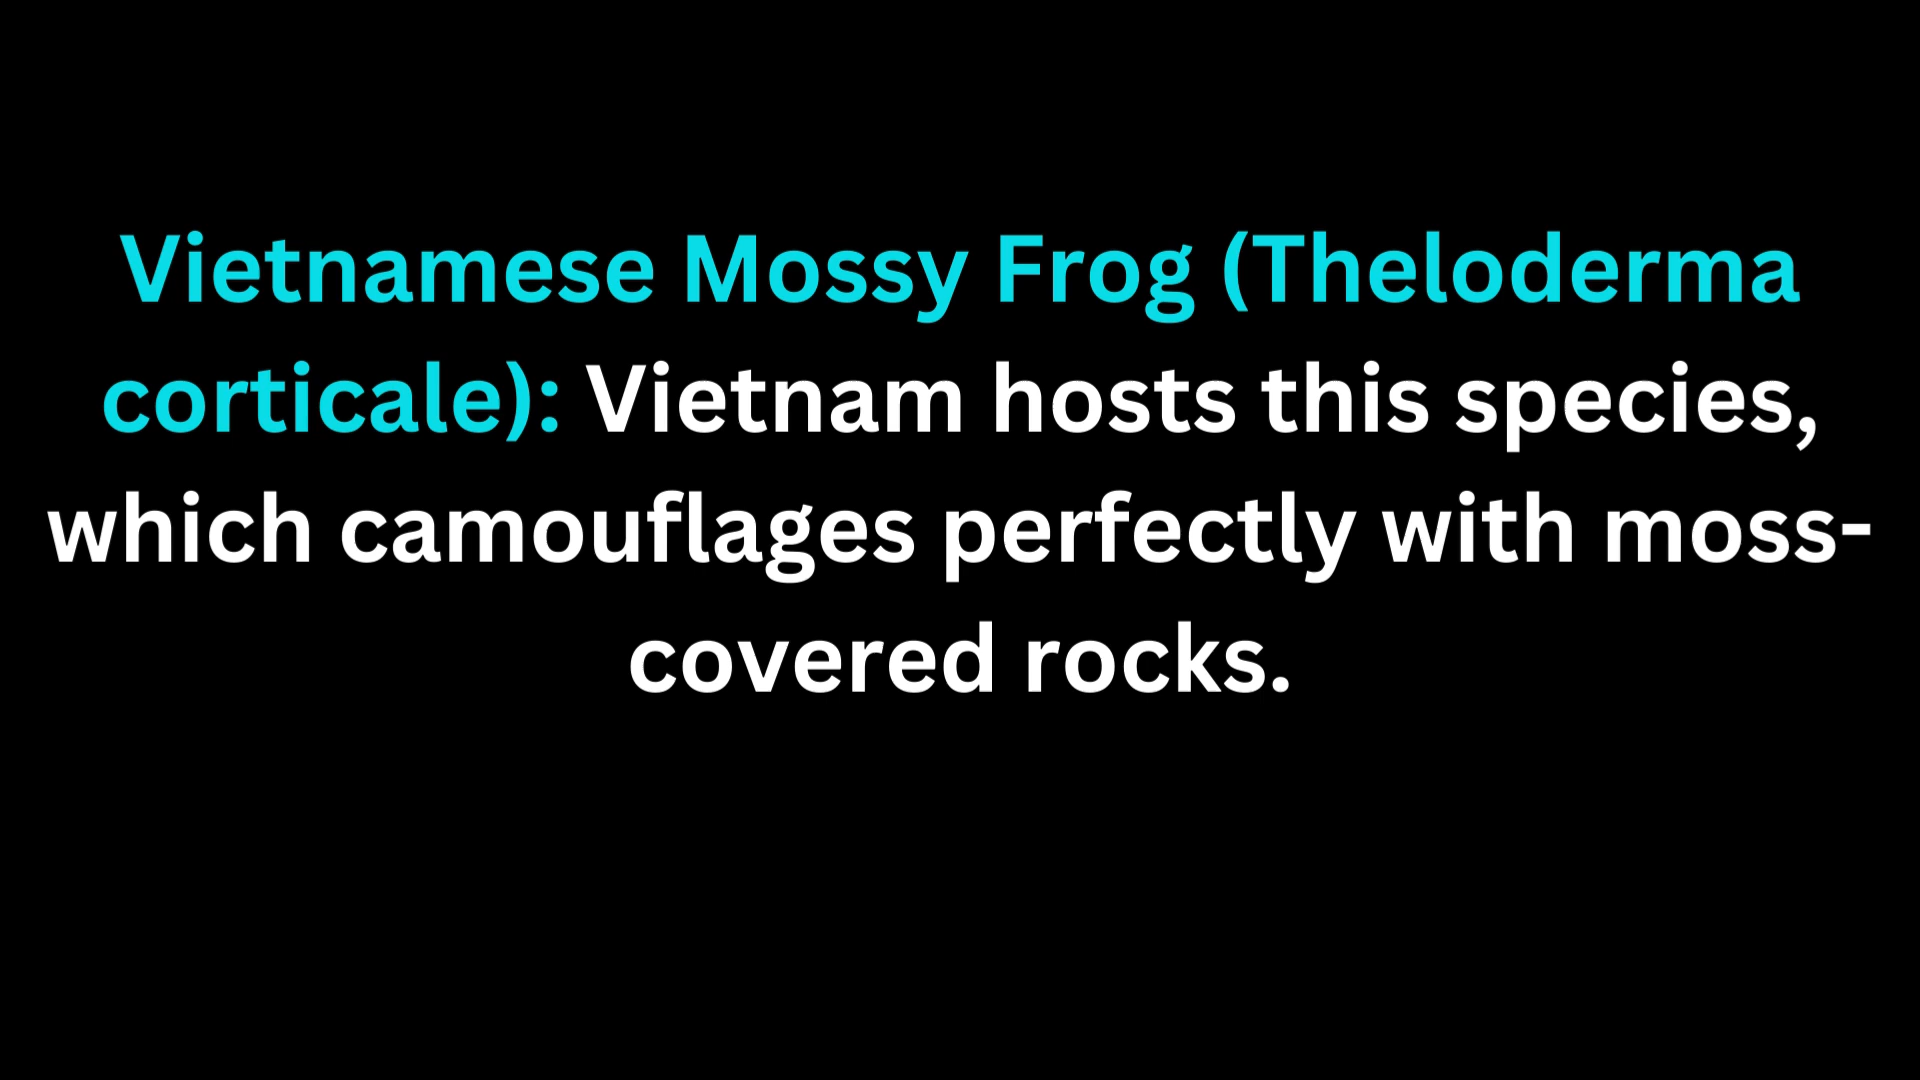 Vietnamese Mossy Frog (Theloderma
corticale): Vietnam hosts this species,
which camouflages perfectly with moss-
covered rocks.